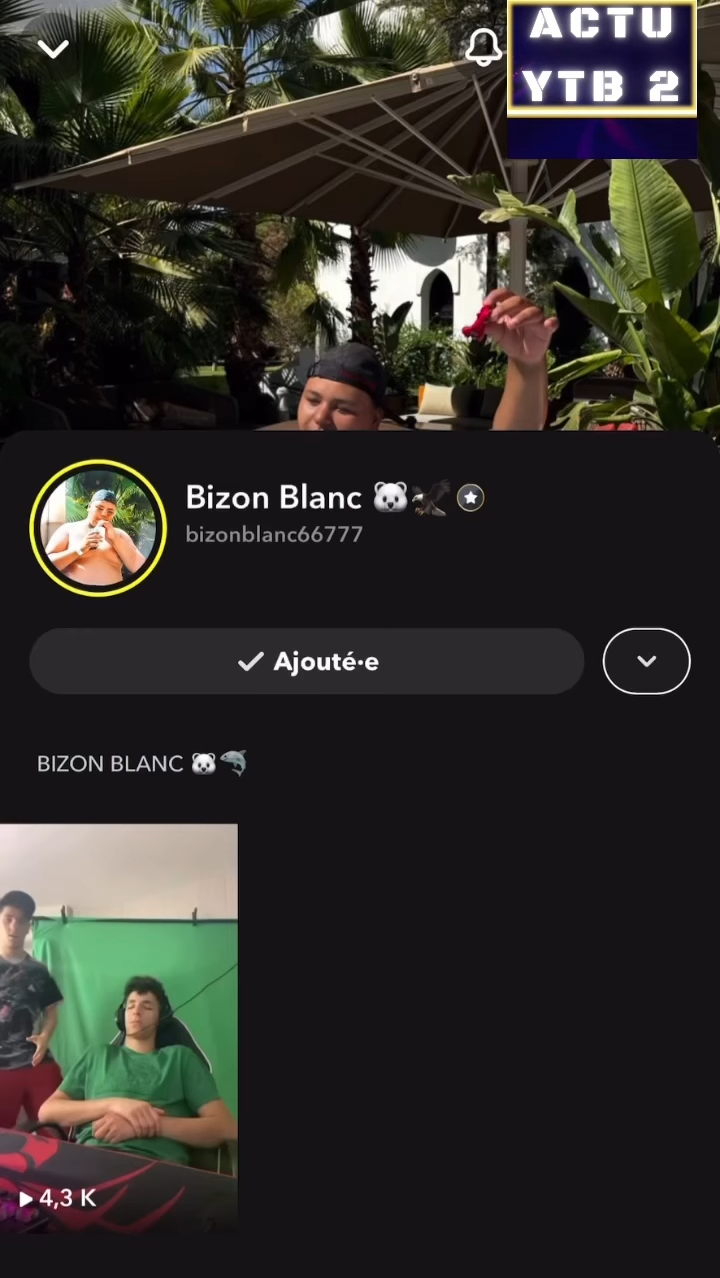 ACTU
YTB 2
Bizon Blanc 🐻‍❄️🦅
bizonblanc66777
Ajouté·e
BIZON BLANC 🐻‍❄️🐬
4,3 K